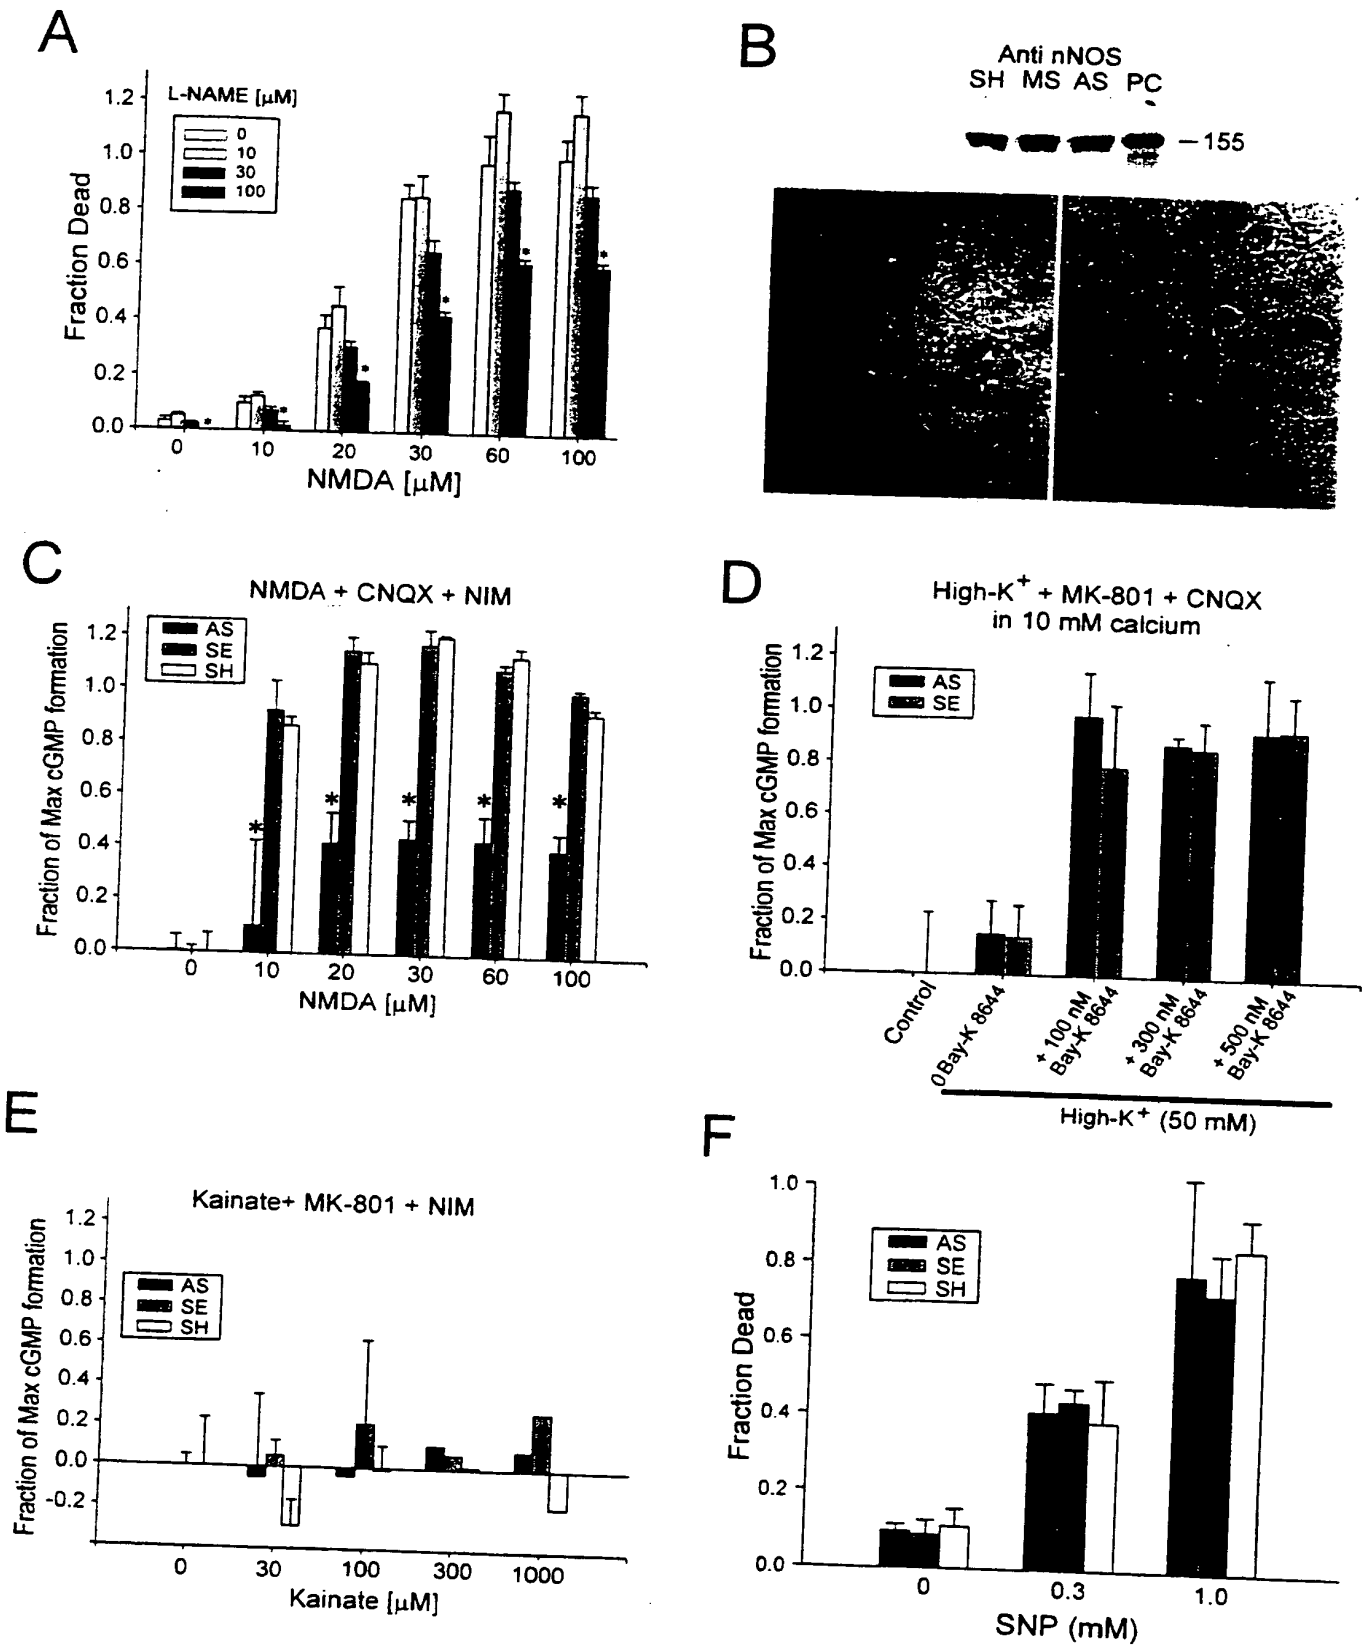 A
L-NAME [µM]
0
10
30
100
1.2
1.0
0.8
0.6
0.4
0.2
0.0
Fraction Dead
* * * * * *
0 10 20 30 60 100
NMDA [µM]
B
Anti nNOS
SH MS AS PC
–155
C
NMDA + CNQX + NIM
AS
SE
SH
1.2
1.0
0.8
0.6
0.4
0.2
0.0
Fraction of Max cGMP formation
* * * * *
0 10 20 30 60 100
NMDA [µM]
D
High-K⁺ + MK-801 + CNQX
in 10 mM calcium
AS
SE
1.2
1.0
0.8
0.6
0.4
0.2
0.0
Fraction of Max cGMP formation
Control
0 Bay-K 8644
+ 100 nM
Bay-K 8644
+ 300 nM
Bay-K 8644
+ 500 nM
Bay-K 8644
High-K⁺ (50 mM)
E
Kainate+ MK-801 + NIM
AS
SE
SH
1.2
1.0
0.8
0.6
0.4
0.2
0.0
-0.2
Fraction of Max cGMP formation
0 30 100 300 1000
Kainate [µM]
F
AS
SE
SH
1.0
0.8
0.6
0.4
0.2
0.0
Fraction Dead
0 0.3 1.0
SNP (mM)